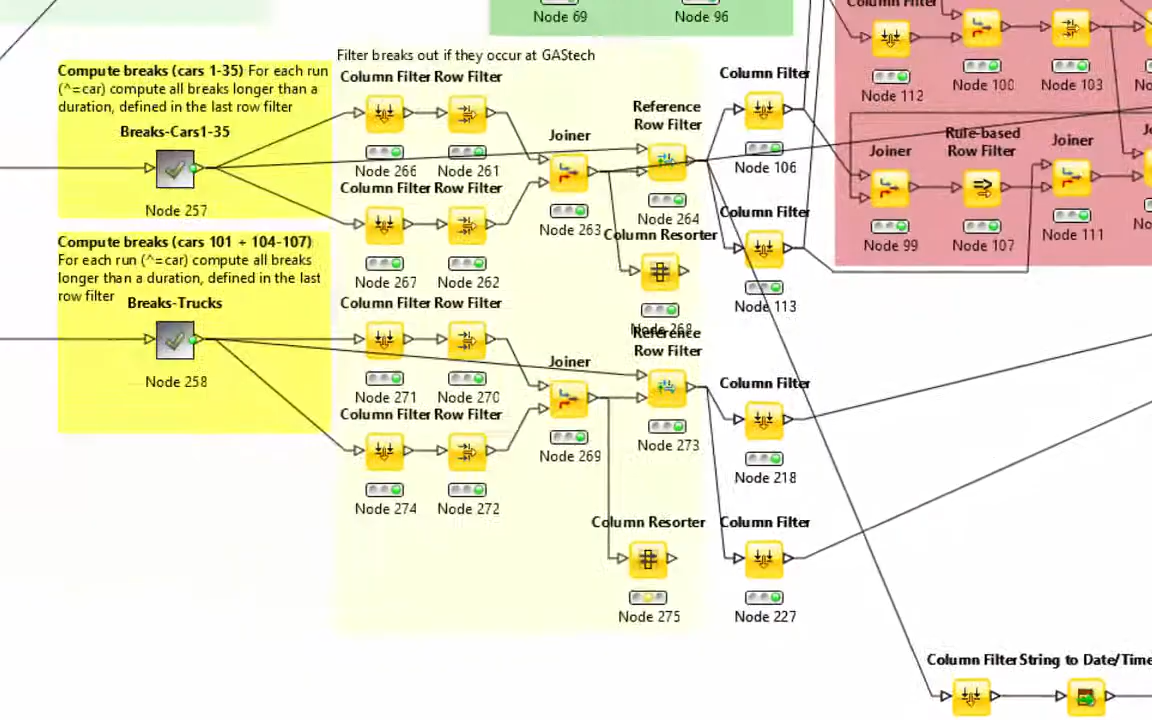 Node 69
Node 96
Column Filter
Node 112
Node 100
Node 103
Filter breaks out if they occur at GAStech
Compute breaks (cars 1-35) For each run
(^=car) compute all breaks longer than a
duration, defined in the last row filter
Breaks-Cars1-35
Node 257
Column Filter
Row Filter
Node 266
Node 261
Column Filter
Row Filter
Node 267
Node 262
Joiner
Node 263
Reference
Row Filter
Node 264
Column Resorter
Node 268
Column Filter
Node 106
Column Filter
Node 113
Joiner
Node 99
Rule-based
Row Filter
Node 107
Joiner
Node 111
Compute breaks (cars 101 + 104-107)
For each run (^=car) compute all breaks
longer than a duration, defined in the last
row filter
Breaks-Trucks
Node 258
Column Filter
Row Filter
Node 271
Node 270
Column Filter
Row Filter
Node 274
Node 272
Joiner
Node 269
Reference
Row Filter
Node 273
Column Resorter
Node 275
Column Filter
Node 218
Column Filter
Node 227
Column Filter
String to Date/Time